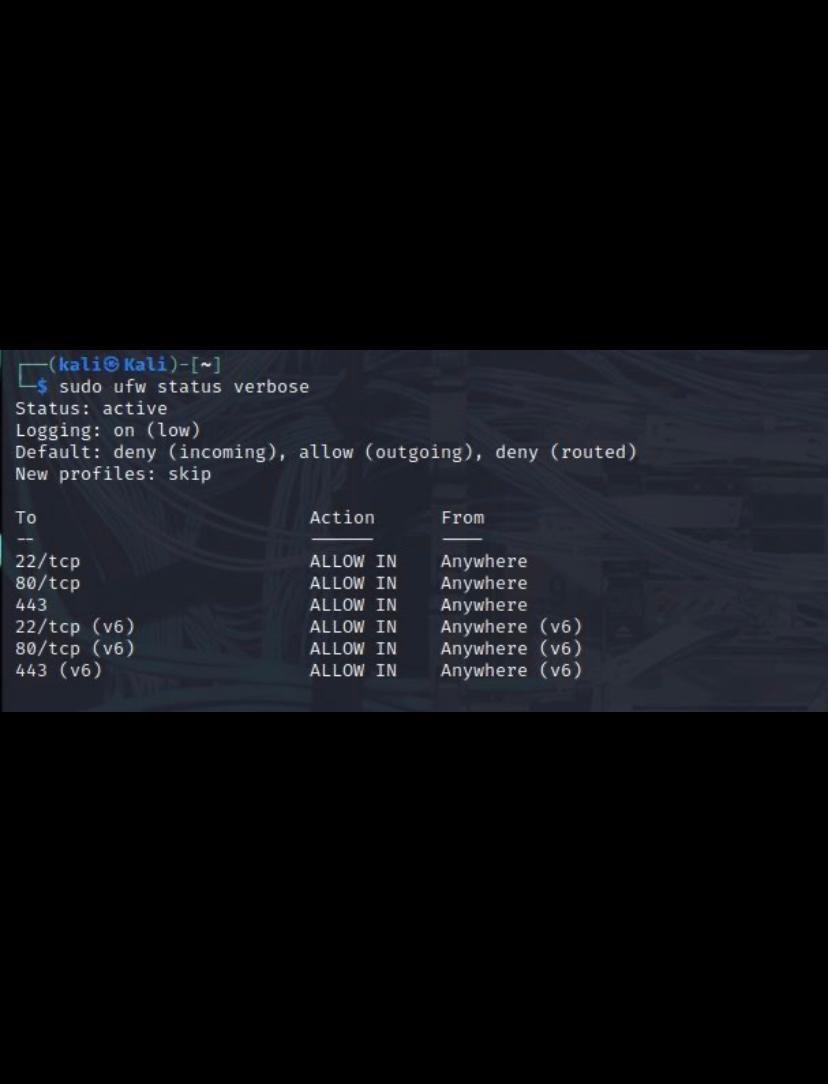 ┌──(kali㉿Kali)-[~]
└─$ sudo ufw status verbose
Status: active
Logging: on (low)
Default: deny (incoming), allow (outgoing), deny (routed)
New profiles: skip

To                         Action      From
--                         ------      ----
22/tcp                     ALLOW IN    Anywhere
80/tcp                     ALLOW IN    Anywhere
443                        ALLOW IN    Anywhere
22/tcp (v6)                ALLOW IN    Anywhere (v6)
80/tcp (v6)                ALLOW IN    Anywhere (v6)
443 (v6)                   ALLOW IN    Anywhere (v6)